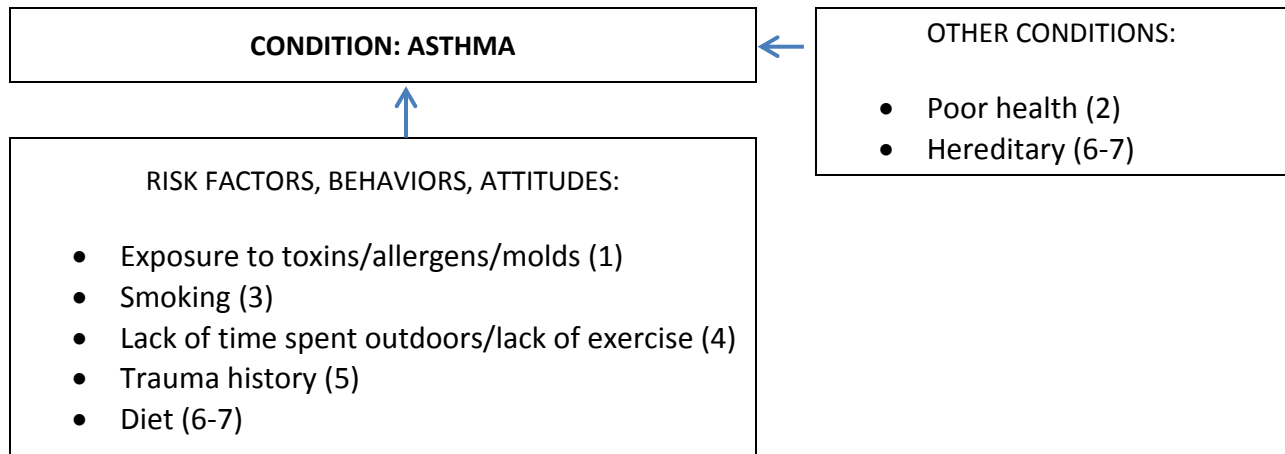 CONDITION: ASTHMA
OTHER CONDITIONS:
• Poor health (2)
• Hereditary (6-7)
RISK FACTORS, BEHAVIORS, ATTITUDES:
• Exposure to toxins/allergens/molds (1)
• Smoking (3)
• Lack of time spent outdoors/lack of exercise (4)
• Trauma history (5)
• Diet (6-7)